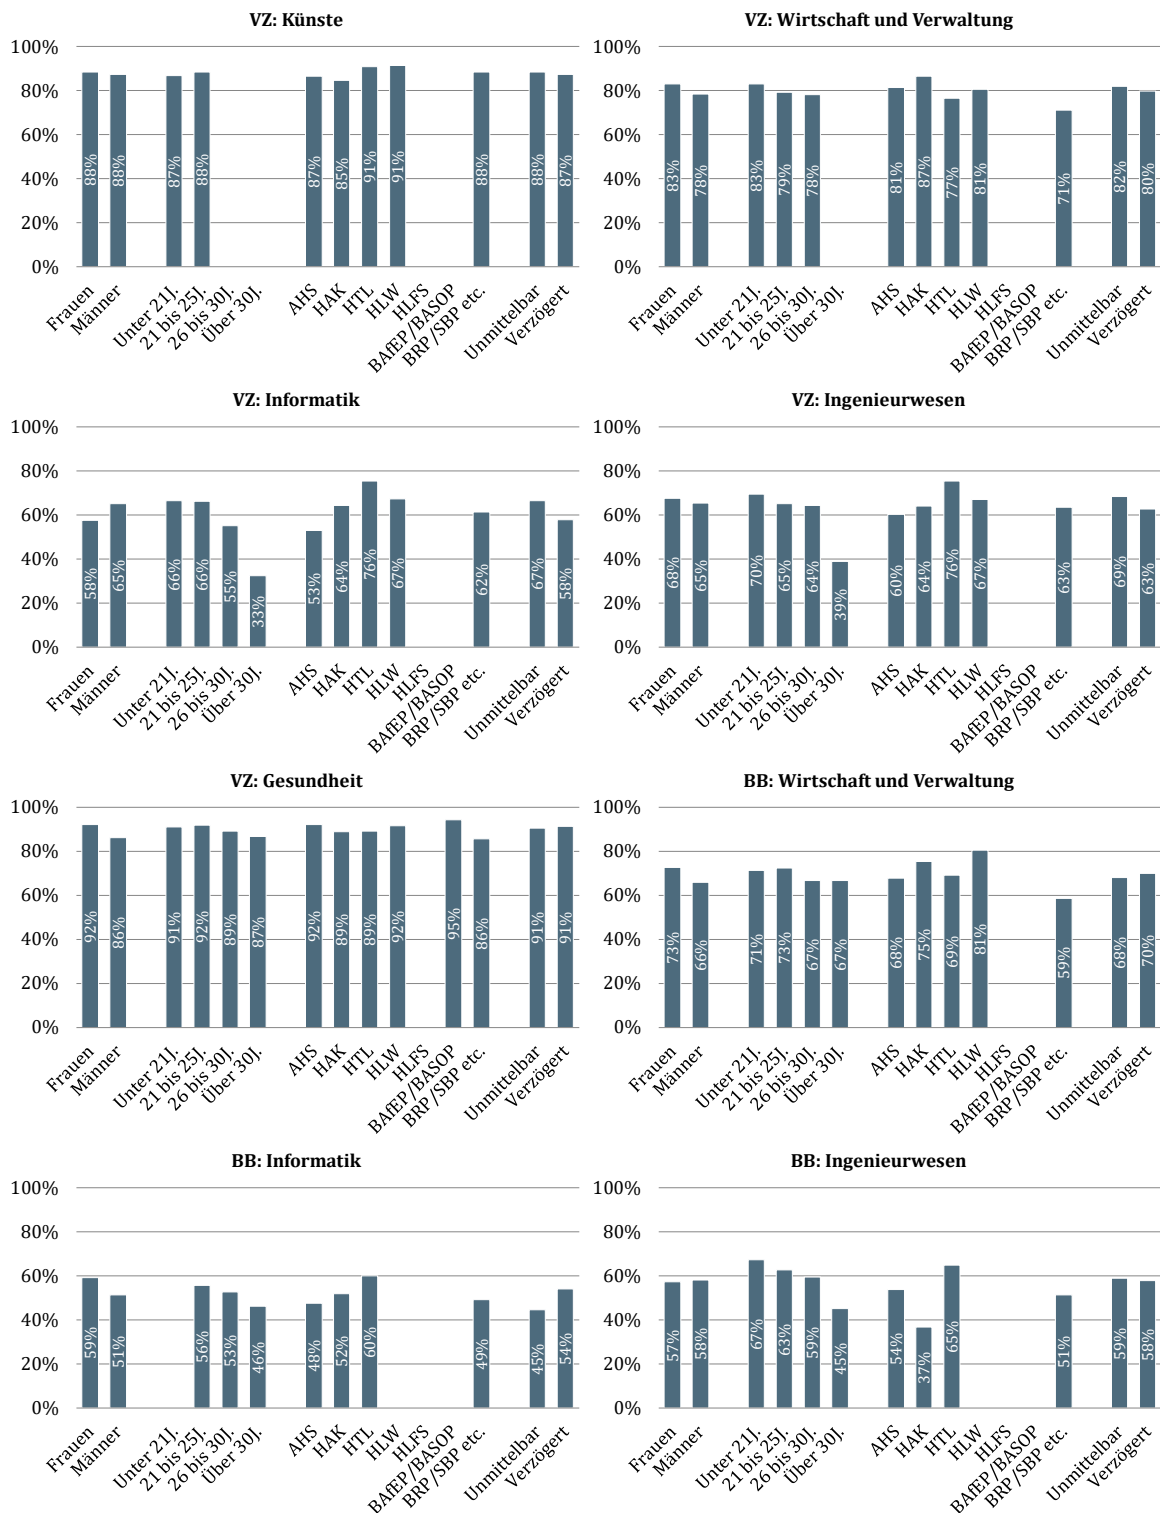 VZ: Künste
100%
80%
60%
40%
20%
0%
88%
88%
87%
88%
87%
85%
91%
91%
88%
88%
87%
Frauen
Männer
Unter 21J.
21 bis 25J.
26 bis 30J.
Über 30J.
AHS
HAK
HTL
HLW
HLFS
BAfEP/BASOP
BRP/SBP etc.
Unmittelbar
Verzögert
VZ: Wirtschaft und Verwaltung
100%
80%
60%
40%
20%
0%
83%
78%
83%
79%
78%
81%
87%
77%
81%
71%
82%
80%
Frauen
Männer
Unter 21J.
21 bis 25J.
26 bis 30J.
Über 30J.
AHS
HAK
HTL
HLW
HLFS
BAfEP/BASOP
BRP/SBP etc.
Unmittelbar
Verzögert
VZ: Informatik
100%
80%
60%
40%
20%
0%
58%
65%
66%
66%
55%
33%
53%
64%
76%
67%
62%
67%
58%
Frauen
Männer
Unter 21J.
21 bis 25J.
26 bis 30J.
Über 30J.
AHS
HAK
HTL
HLW
HLFS
BAfEP/BASOP
BRP/SBP etc.
Unmittelbar
Verzögert
VZ: Ingenieurwesen
100%
80%
60%
40%
20%
0%
68%
65%
70%
65%
64%
39%
60%
64%
76%
67%
63%
69%
63%
Frauen
Männer
Unter 21J.
21 bis 25J.
26 bis 30J.
Über 30J.
AHS
HAK
HTL
HLW
HLFS
BAfEP/BASOP
BRP/SBP etc.
Unmittelbar
Verzögert
VZ: Gesundheit
100%
80%
60%
40%
20%
0%
92%
86%
91%
92%
89%
87%
92%
89%
89%
92%
95%
86%
91%
91%
Frauen
Männer
Unter 21J.
21 bis 25J.
26 bis 30J.
Über 30J.
AHS
HAK
HTL
HLW
HLFS
BAfEP/BASOP
BRP/SBP etc.
Unmittelbar
Verzögert
BB: Wirtschaft und Verwaltung
100%
80%
60%
40%
20%
0%
73%
66%
71%
73%
67%
67%
68%
75%
69%
81%
59%
68%
70%
Frauen
Männer
Unter 21J.
21 bis 25J.
26 bis 30J.
Über 30J.
AHS
HAK
HTL
HLW
HLFS
BAfEP/BASOP
BRP/SBP etc.
Unmittelbar
Verzögert
BB: Informatik
100%
80%
60%
40%
20%
0%
59%
51%
56%
53%
46%
48%
52%
60%
49%
45%
54%
Frauen
Männer
Unter 21J.
21 bis 25J.
26 bis 30J.
Über 30J.
AHS
HAK
HTL
HLW
HLFS
BAfEP/BASOP
BRP/SBP etc.
Unmittelbar
Verzögert
BB: Ingenieurwesen
100%
80%
60%
40%
20%
0%
57%
58%
67%
63%
59%
45%
54%
37%
65%
51%
59%
58%
Frauen
Männer
Unter 21J.
21 bis 25J.
26 bis 30J.
Über 30J.
AHS
HAK
HTL
HLW
HLFS
BAfEP/BASOP
BRP/SBP etc.
Unmittelbar
Verzögert